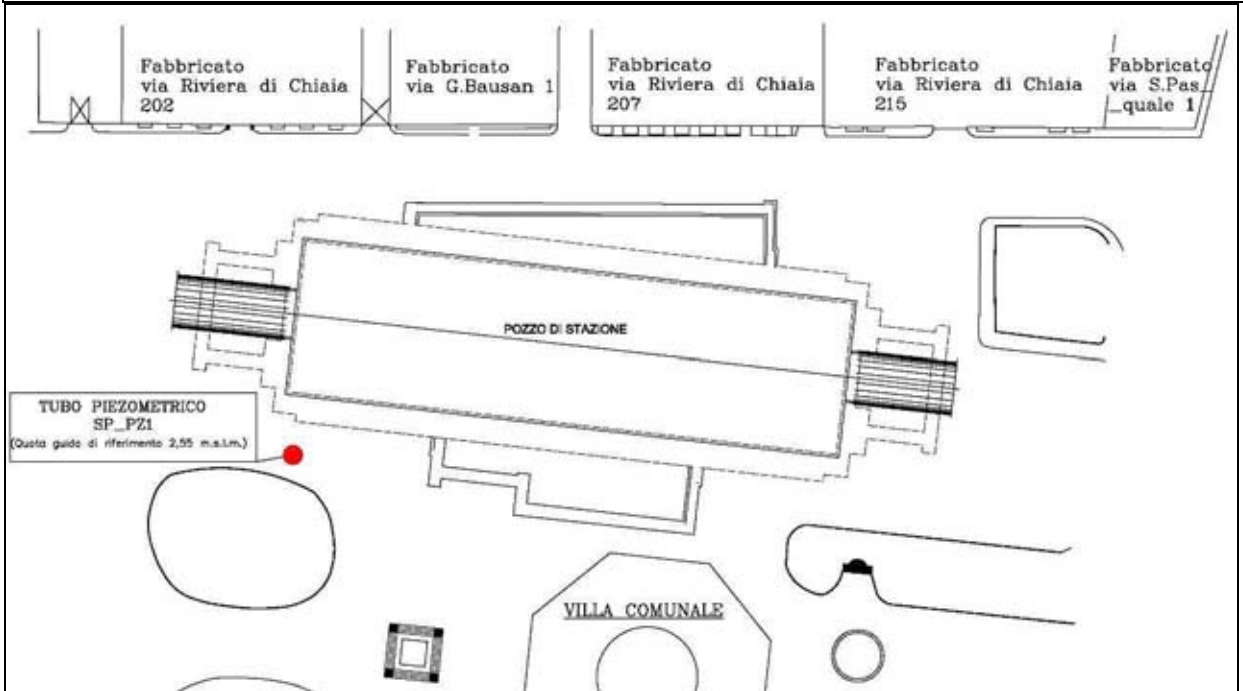 Fabbricato
via Riviera di Chiaia
202
Fabbricato
via G.Bausan 1
Fabbricato
via Riviera di Chiaia
207
Fabbricato
via Riviera di Chiaia
215
Fabbricato
via S.Pas
_quale 1
POZZO DI STAZIONE
TUBO PIEZOMETRICO
SP_PZ1
(Quota guida di riferimento 2,55 m.s.l.m.)
VILLA COMUNALE